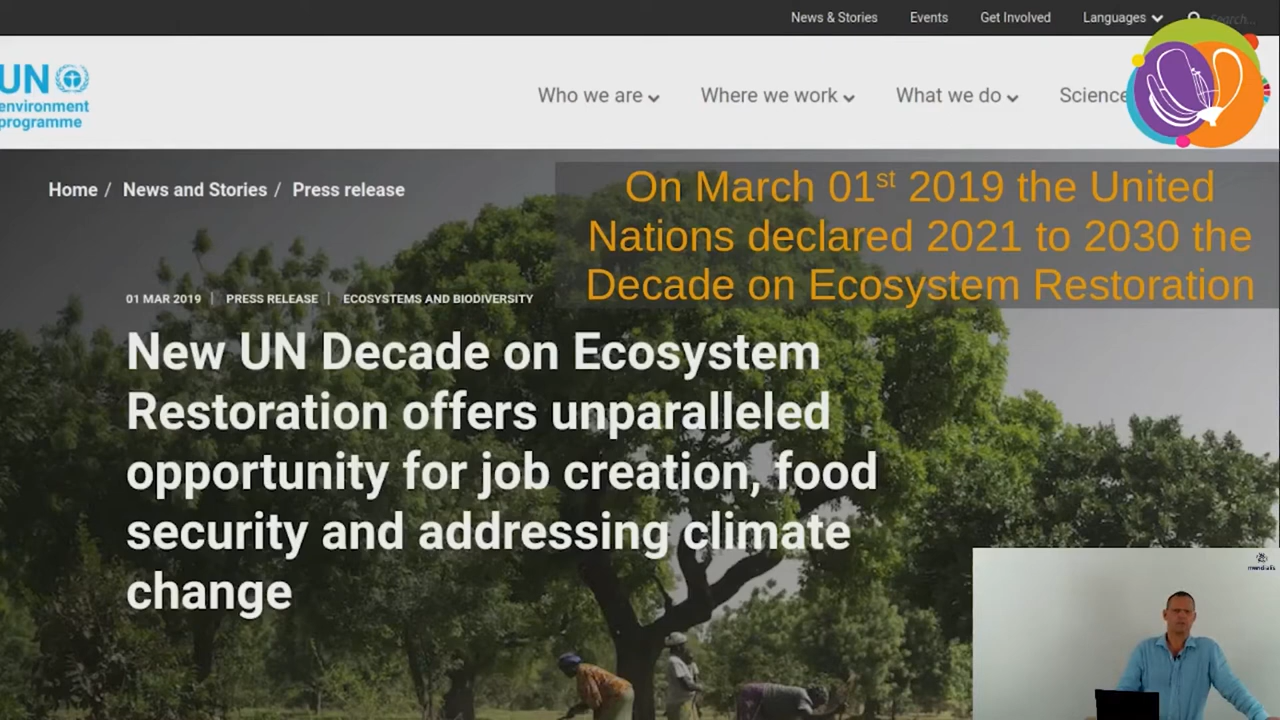 News & Stories Events Get Involved Languages Search...
UN
environment
programme
Who we are Where we work What we do Science
Home / News and Stories / Press release
On March 01st 2019 the United
Nations declared 2021 to 2030 the
Decade on Ecosystem Restoration
01 MAR 2019 | PRESS RELEASE | ECOSYSTEMS AND BIODIVERSITY
New UN Decade on Ecosystem
Restoration offers unparalleled
opportunity for job creation, food
security and addressing climate
change
mundialis